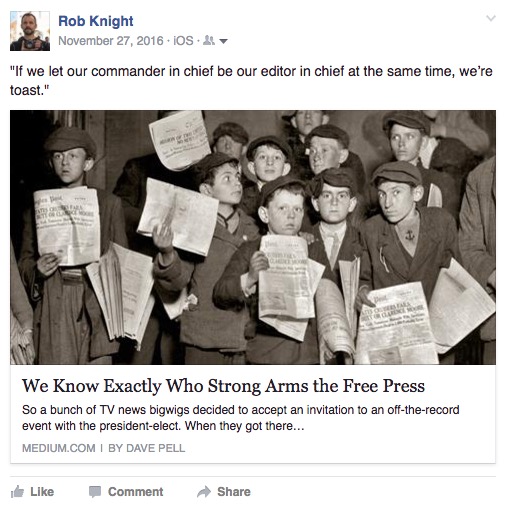 Rob Knight
November 27, 2016 · iOS ·
"If we let our commander in chief be our editor in chief at the same time, we're
toast."
We Know Exactly Who Strong Arms the Free Press
So a bunch of TV news bigwigs decided to accept an invitation to an off-the-record
event with the president-elect. When they got there…
MEDIUM.COM | BY DAVE PELL
Like Comment Share